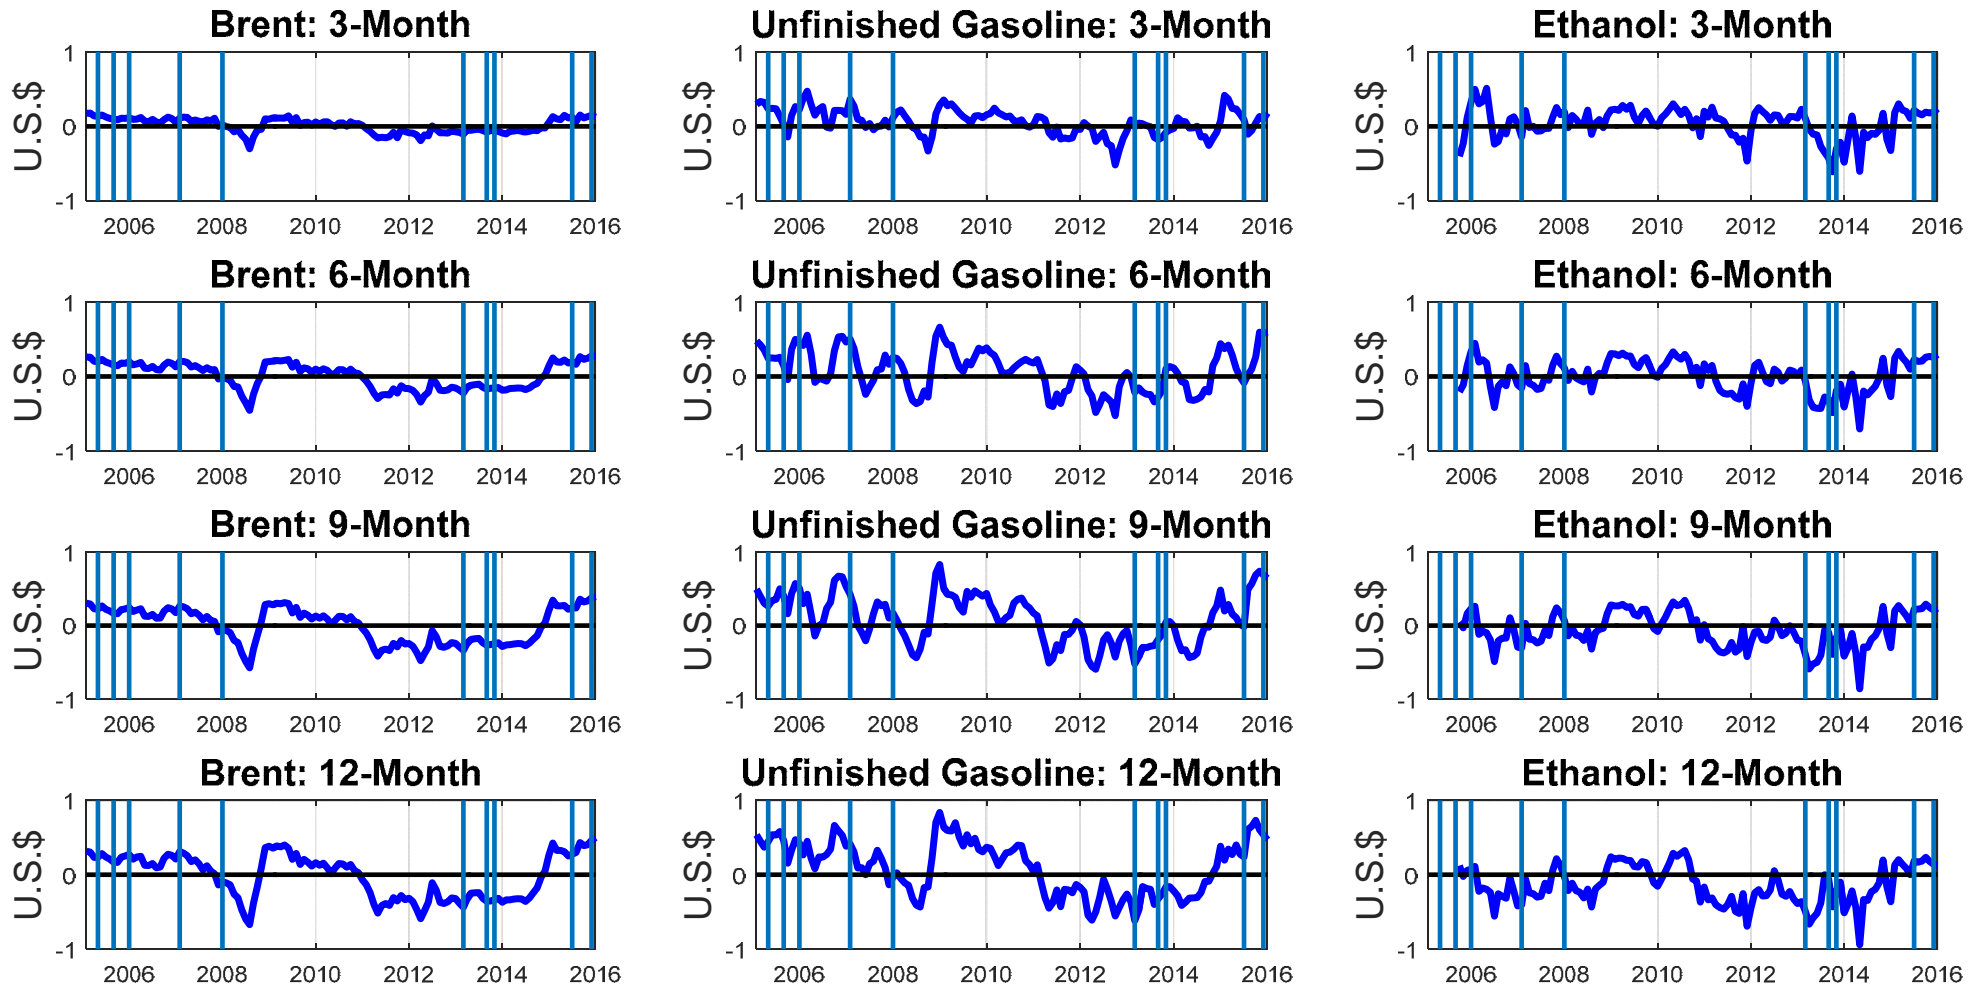 Brent: 3-Month Unfinished Gasoline: 3-Month Ethanol: 3-Month
1 1 1
U.S.$ U.S.$ U.S.$
0 0 0
-1 -1 -1
2006 2008 2010 2012 2014 2016 2006 2008 2010 2012 2014 2016 2006 2008 2010 2012 2014 2016
Brent: 6-Month Unfinished Gasoline: 6-Month Ethanol: 6-Month
1 1 1
U.S.$ U.S.$ U.S.$
0 0 0
-1 -1 -1
2006 2008 2010 2012 2014 2016 2006 2008 2010 2012 2014 2016 2006 2008 2010 2012 2014 2016
Brent: 9-Month Unfinished Gasoline: 9-Month Ethanol: 9-Month
1 1 1
U.S.$ U.S.$ U.S.$
0 0 0
-1 -1 -1
2006 2008 2010 2012 2014 2016 2006 2008 2010 2012 2014 2016 2006 2008 2010 2012 2014 2016
Brent: 12-Month Unfinished Gasoline: 12-Month Ethanol: 12-Month
1 1 1
U.S.$ U.S.$ U.S.$
0 0 0
-1 -1 -1
2006 2008 2010 2012 2014 2016 2006 2008 2010 2012 2014 2016 2006 2008 2010 2012 2014 2016